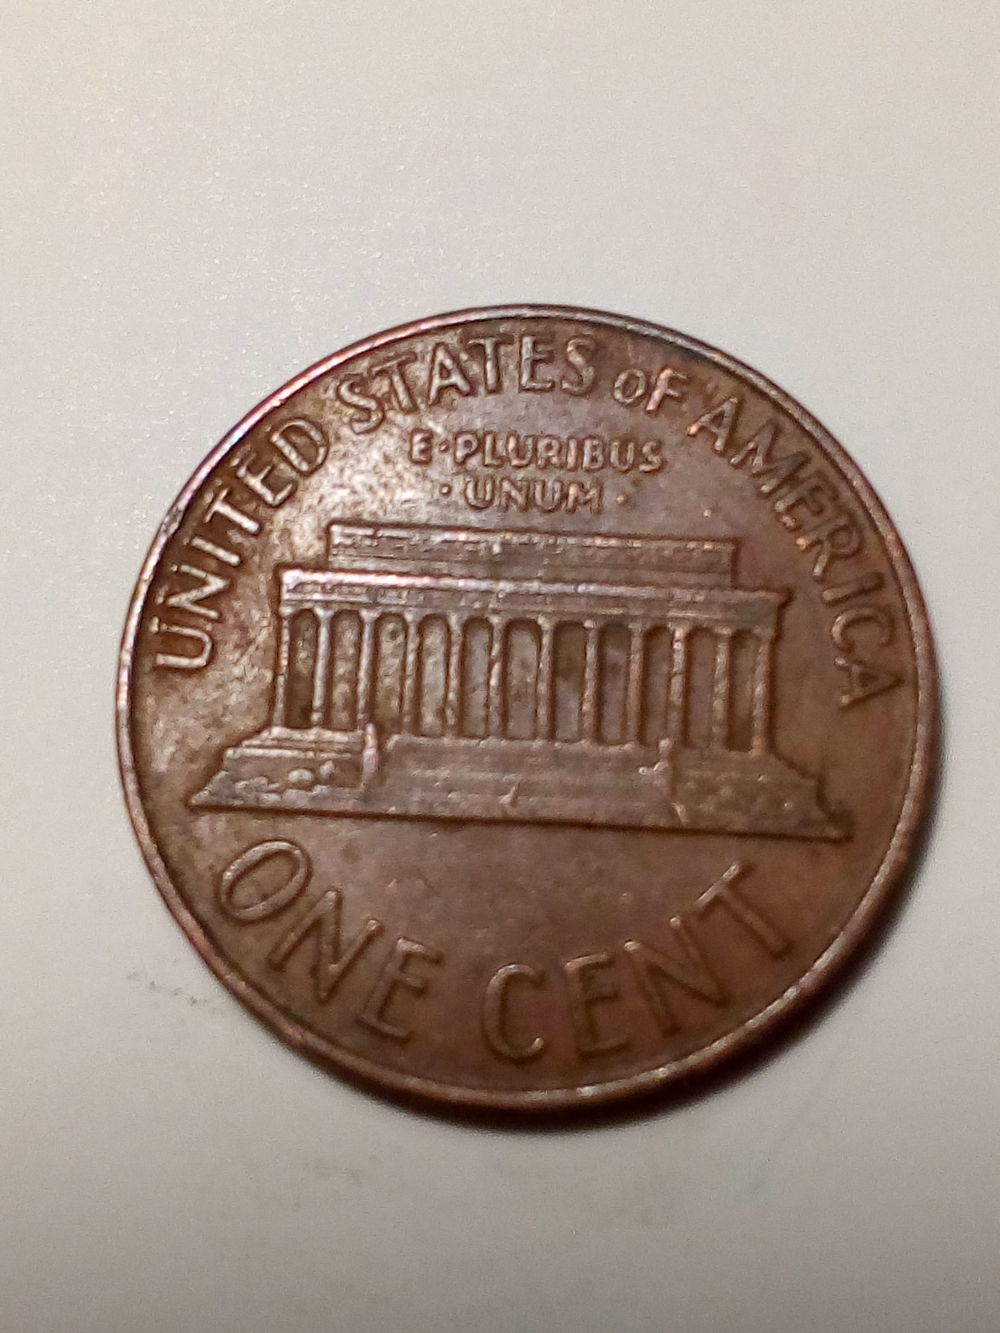 UNITED STATES OF AMERICA
E·PLURIBUS
·UNUM·
ONE CENT